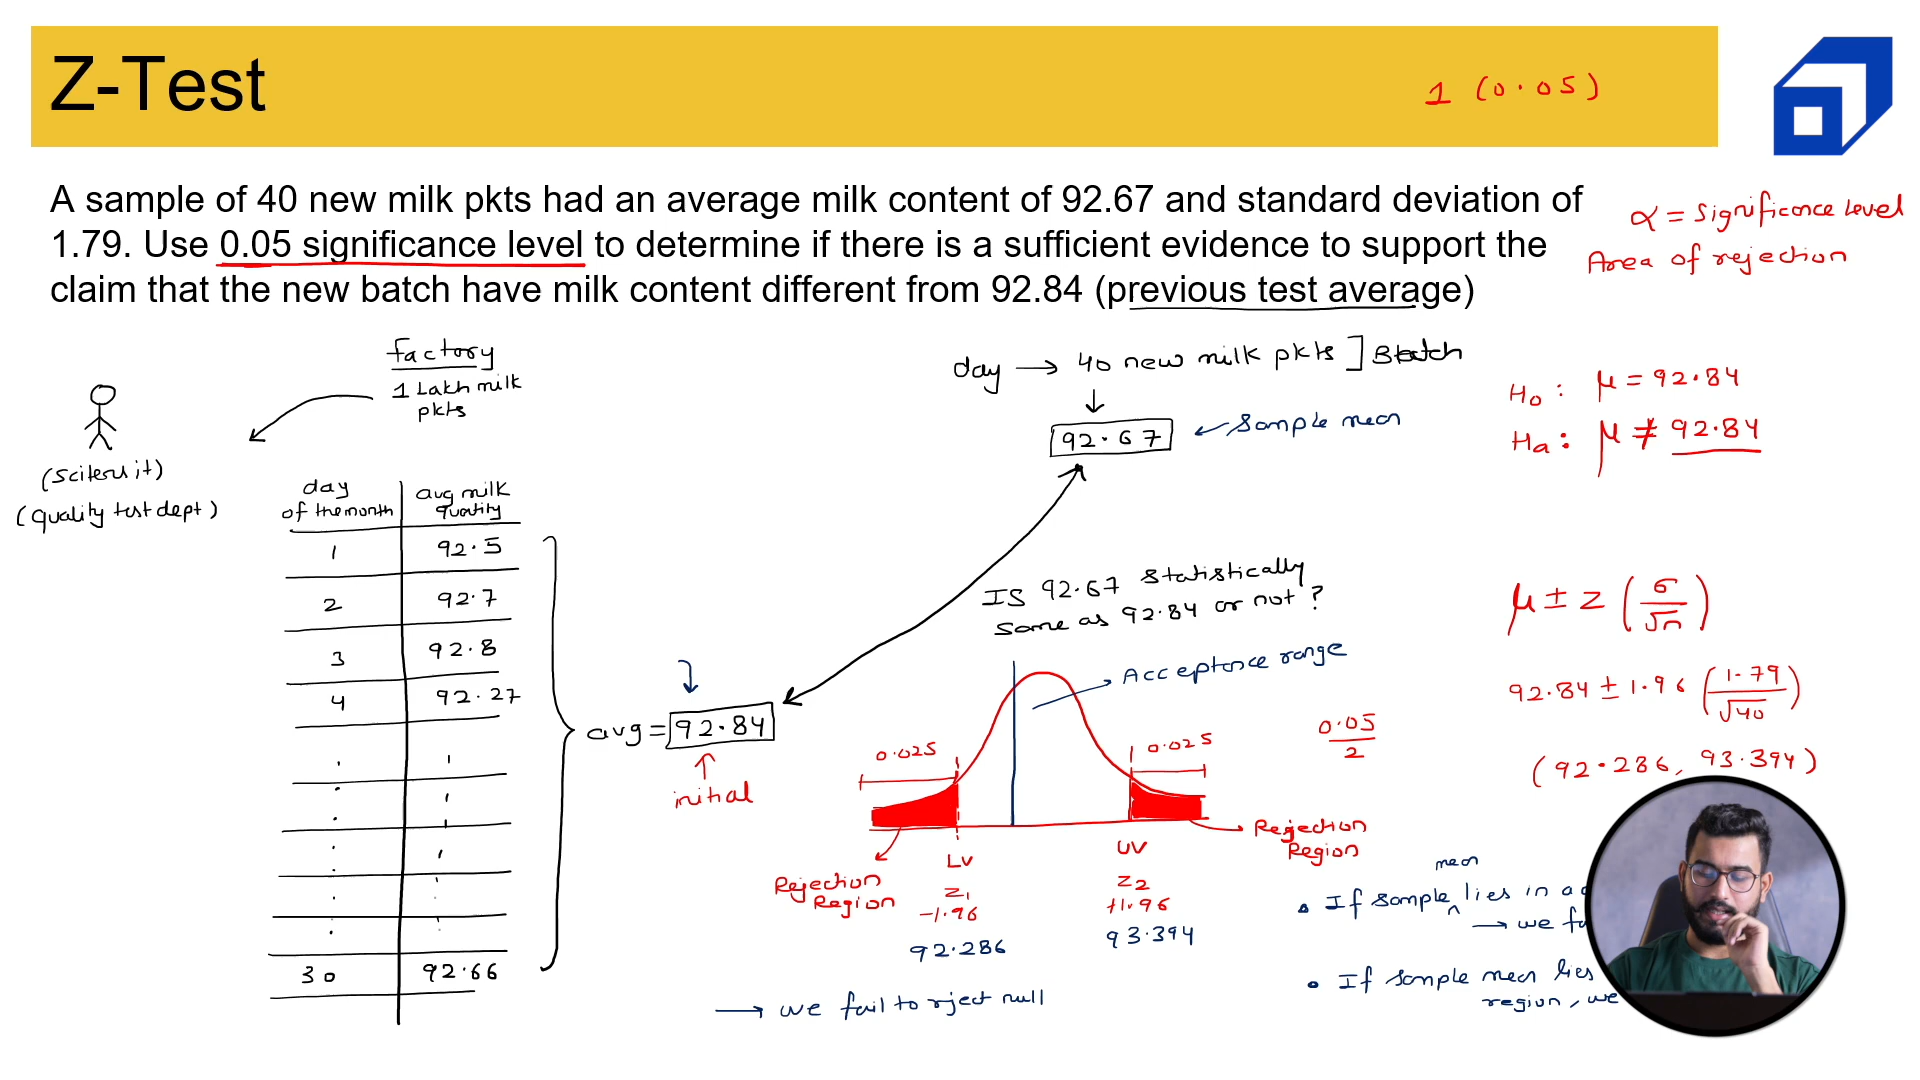 Z-Test
1 (0.05)
A sample of 40 new milk pkts had an average milk content of 92.67 and standard deviation of
1.79. Use 0.05 significance level to determine if there is a sufficient evidence to support the
claim that the new batch have milk content different from 92.84 (previous test average)
α = significance level
Area of rejection
factory
1 Lakh milk
pkts
(quality test dept)
day
of the month
avg milk
1 92.5
2 92.7
3 92.8
4 92.27
30 92.66
avg = 92.84
initial
day → 40 new milk pkts ] Batch
↓
92.67
← Sample mean
Is 92.67 statistically
same as 92.84 or not ?
Acceptance range
0.025
0.025
0.05
2
Rejection
Region
Rejection
Region
LV
Z1
-1.96
92.286
UV
Z2
+1.96
93.394
→ we fail to rject null
H0 : μ = 92.84
Ha : μ ≠ 92.84
μ ± z (σ/√n)
92.84 ± 1.96 (1.79/√40)
(92.286, 93.394)
mean
If sample ^ lies in a
→ we fa
• If sample mean lies
region, we